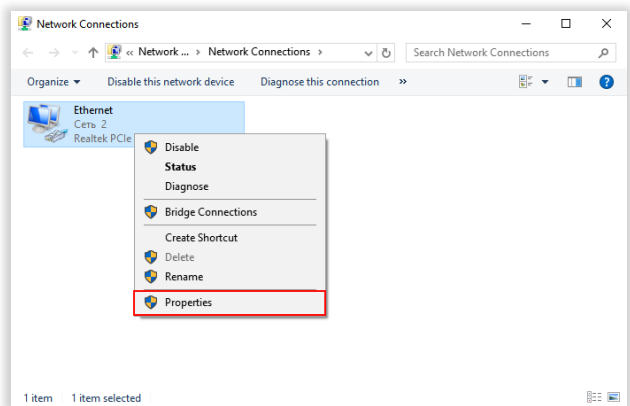 Network Connections
« Network ... › Network Connections ›
Search Network Connections
Organize Disable this network device Diagnose this connection »
Ethernet
Сеть 2
Realtek PCIe
Disable
Status
Diagnose
Bridge Connections
Create Shortcut
Delete
Rename
Properties
1 item 1 item selected